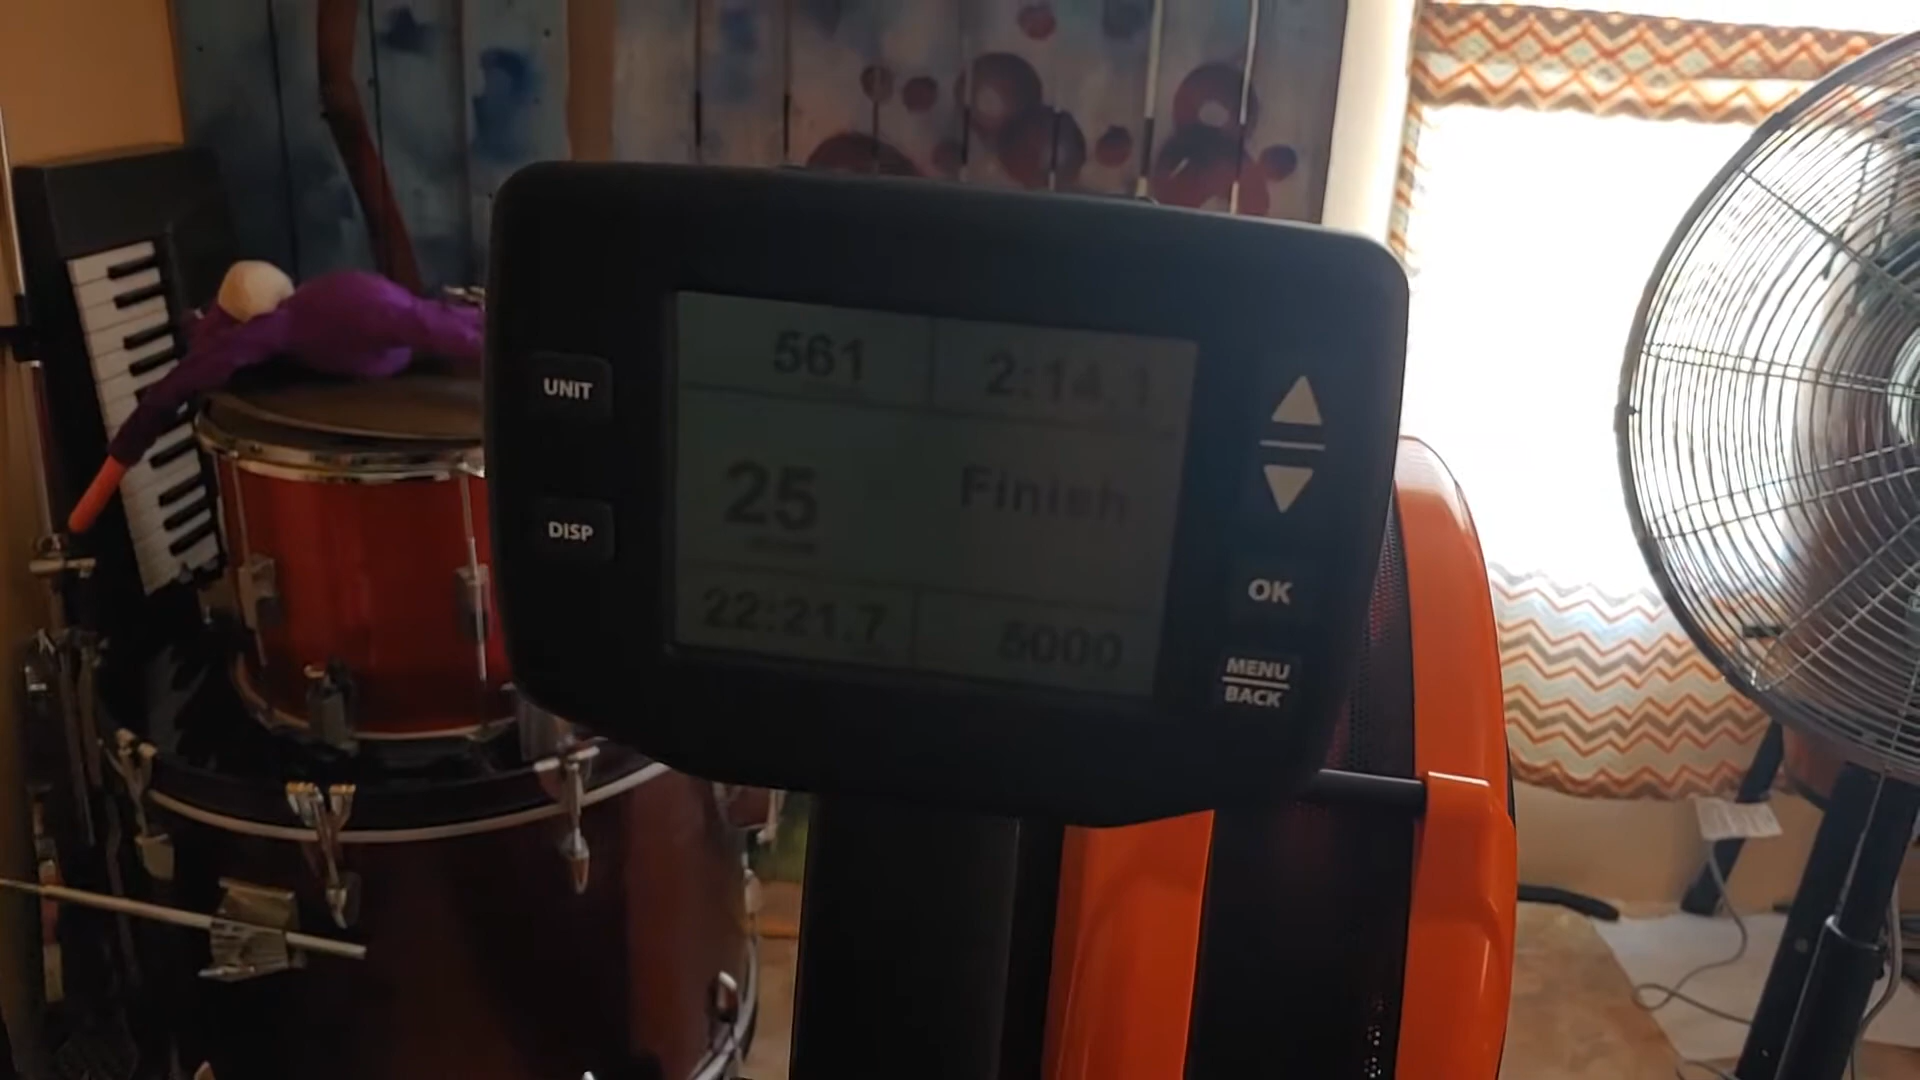 561 2:14.1
UNIT
25 Finish
DISP
OK
22:21.7 5000
MENU
BACK